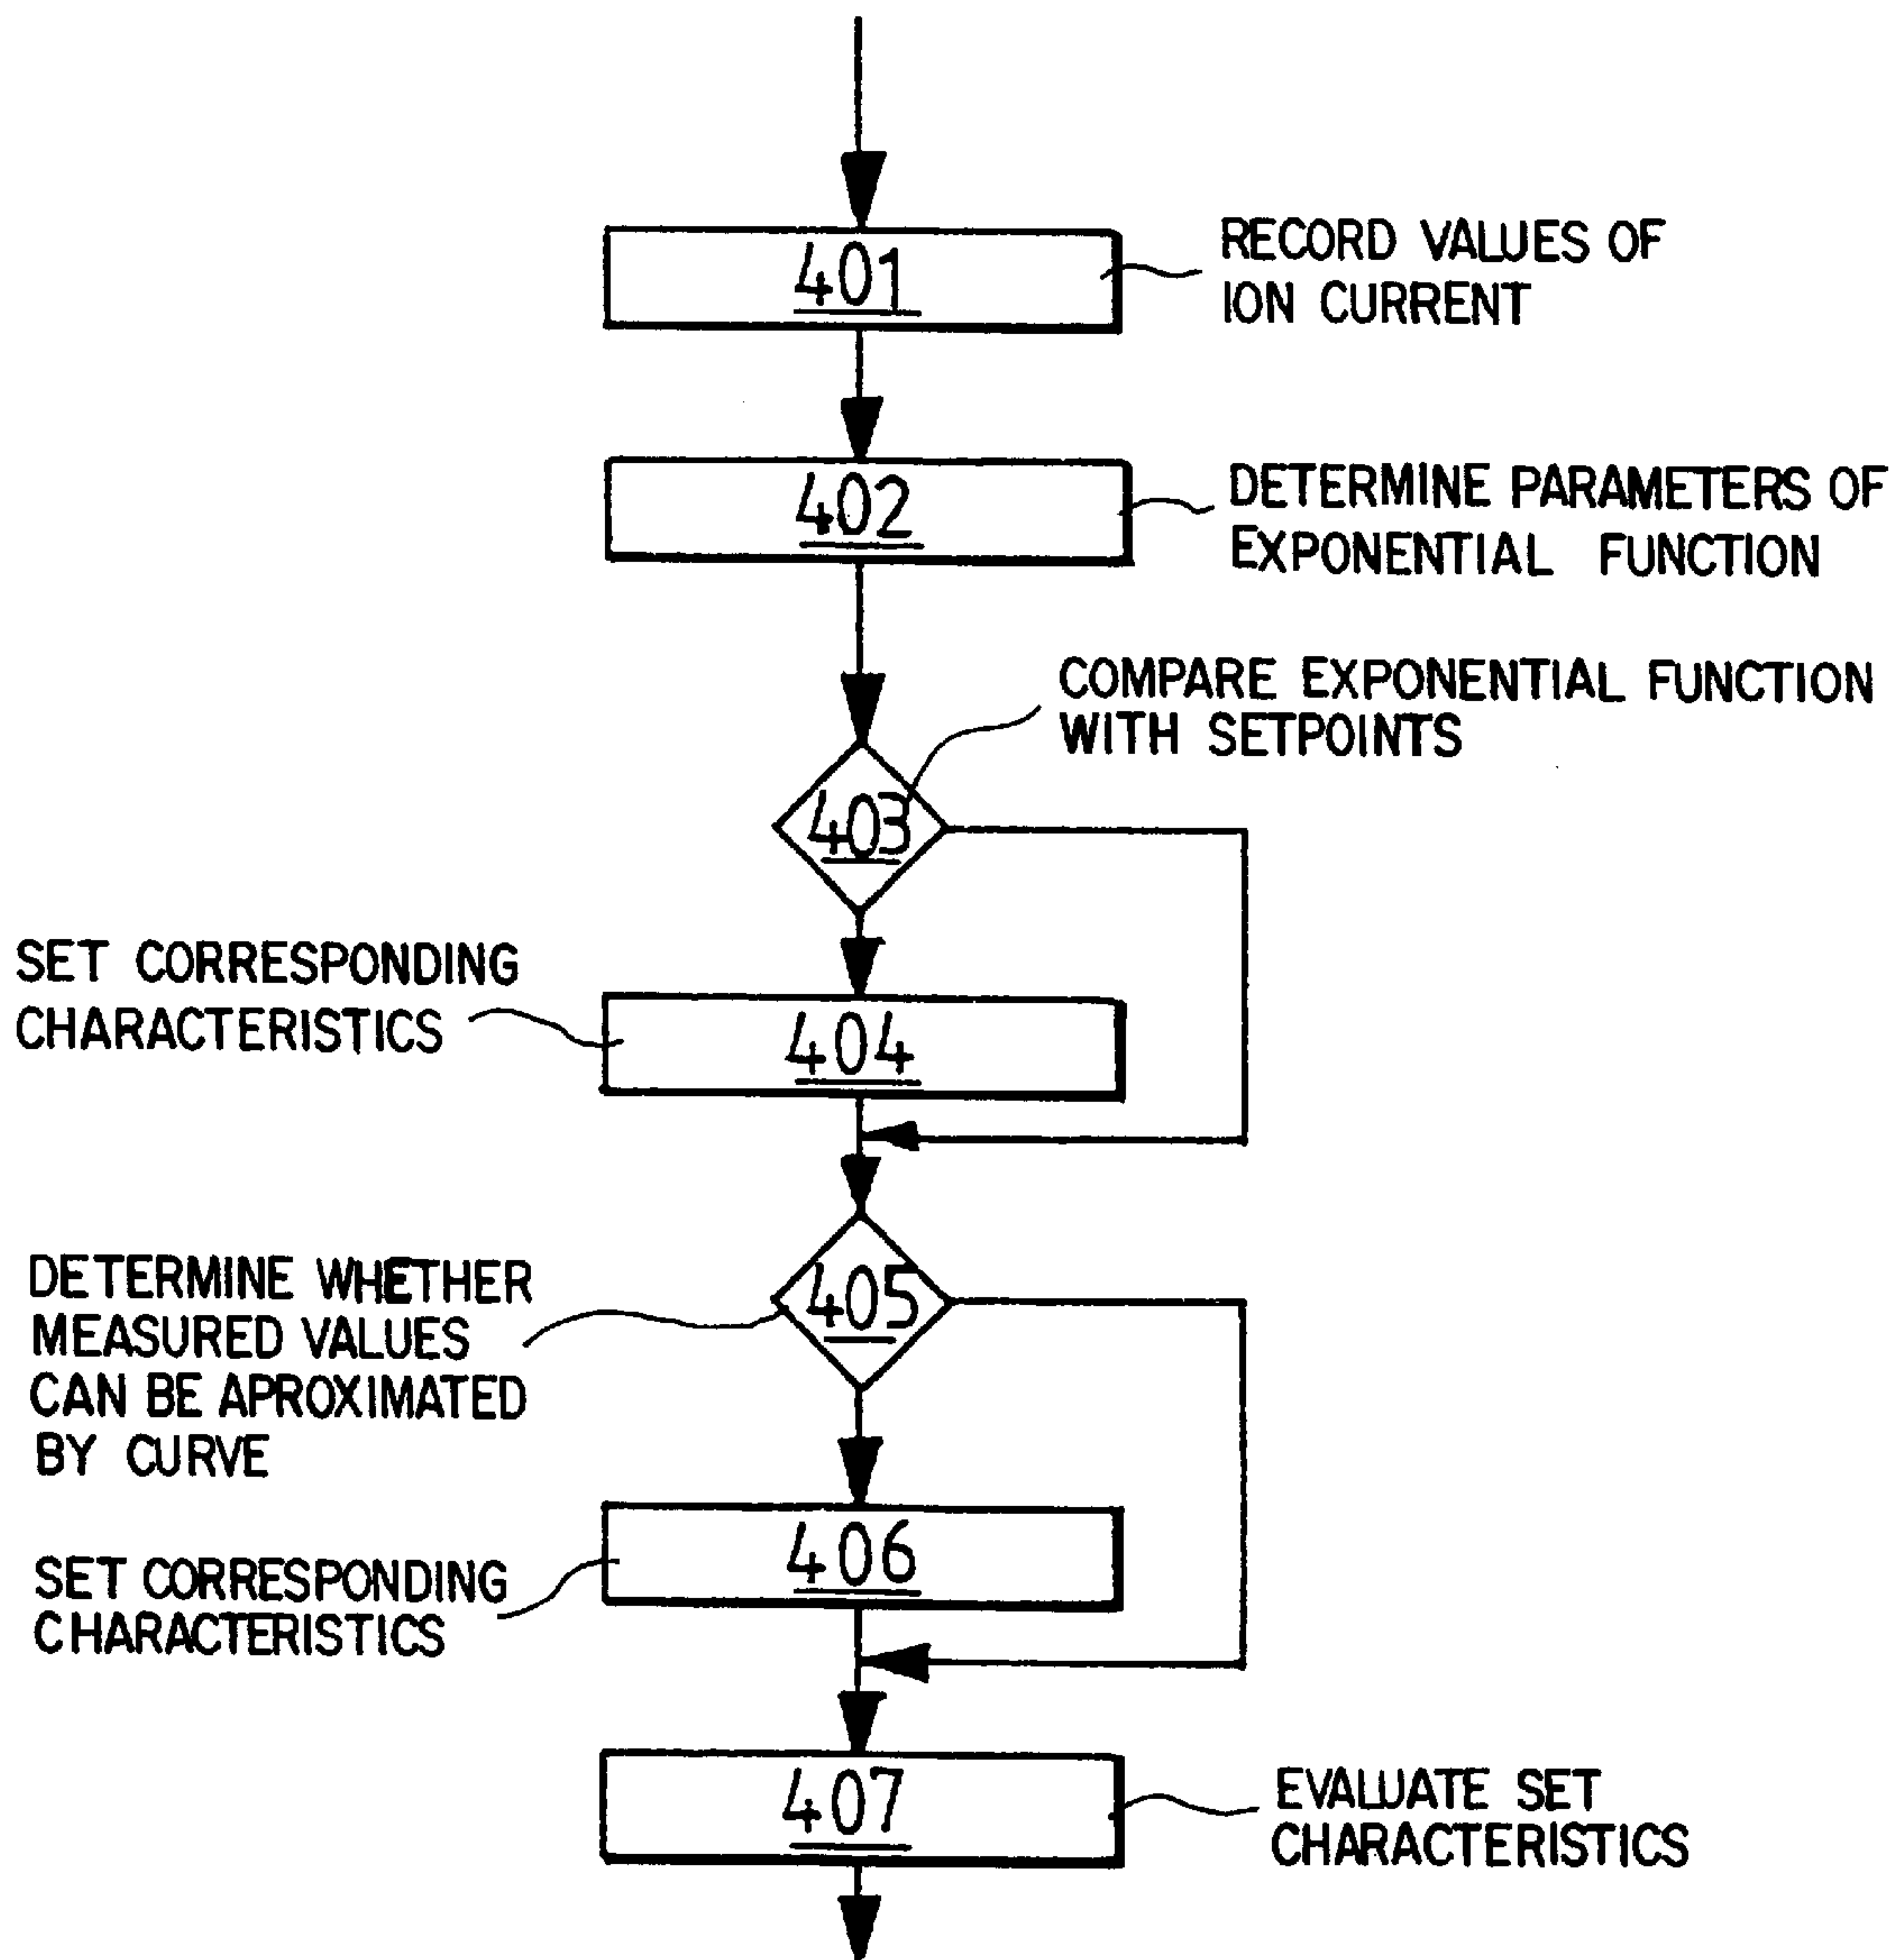 401
RECORD VALUES OF
ION CURRENT
402
DETERMINE PARAMETERS OF
EXPONENTIAL FUNCTION
COMPARE EXPONENTIAL FUNCTION
WITH SETPOINTS
403
SET CORRESPONDING
CHARACTERISTICS
404
DETERMINE WHETHER
MEASURED VALUES
CAN BE APROXIMATED
BY CURVE
405
SET CORRESPONDING
CHARACTERISTICS
406
407
EVALUATE SET
CHARACTERISTICS